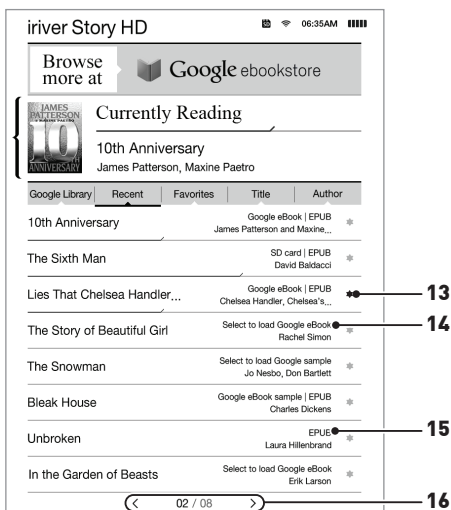 iriver Story HD
06:35AM
Browse
more at
Google ebookstore
JAMES
PATTERSON
& MAXINE PAETRO
10TH
ANNIVERSARY
Currently Reading
10th Anniversary
James Patterson, Maxine Paetro
Google Library Recent Favorites Title Author
10th Anniversary
Google eBook | EPUB
James Patterson and Maxine...
The Sixth Man
SD card | EPUB
David Baldacci
Lies That Chelsea Handler...
Google eBook | EPUB
Chelsea Handler, Chelsea's...
13
The Story of Beautiful Girl
Select to load Google eBook
Rachel Simon
14
The Snowman
Select to load Google sample
Jo Nesbo, Don Bartlett
Bleak House
Google eBook sample | EPUB
Charles Dickens
Unbroken
EPUE
Laura Hillenbrand
15
In the Garden of Beasts
Select to load Google eBook
Erik Larson
< 02 / 08 >
16